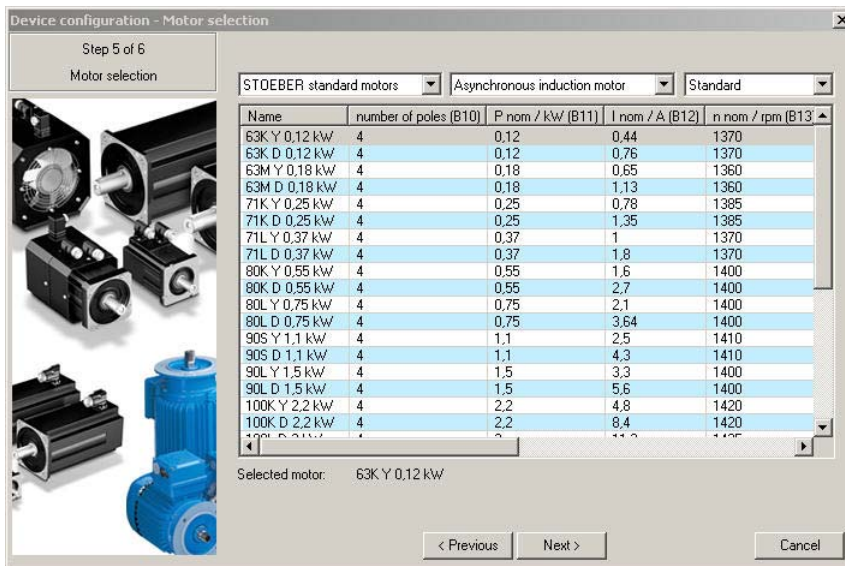 Device configuration - Motor selection
Step 5 of 6
Motor selection
STOEBER standard motors Asynchronous induction motor Standard
Name number of poles (B10) P nom / kW (B11) I nom / A (B12) n nom / rpm (B13
63K Y 0,12 kW 4 0,12 0,44 1370
63K D 0,12 kW 4 0,12 0,76 1370
63M Y 0,18 kW 4 0,18 0,65 1360
63M D 0,18 kW 4 0,18 1,13 1360
71K Y 0,25 kW 4 0,25 0,78 1385
71K D 0,25 kW 4 0,25 1,35 1385
71L Y 0,37 kW 4 0,37 1 1370
71L D 0,37 kW 4 0,37 1,8 1370
80K Y 0,55 kW 4 0,55 1,6 1400
80K D 0,55 kW 4 0,55 2,7 1400
80L Y 0,75 kW 4 0,75 2,1 1400
80L D 0,75 kW 4 0,75 3,64 1400
90S Y 1,1 kW 4 1,1 2,5 1410
90S D 1,1 kW 4 1,1 4,3 1410
90L Y 1,5 kW 4 1,5 3,3 1400
90L D 1,5 kW 4 1,5 5,6 1400
100K Y 2,2 kW 4 2,2 4,8 1420
100K D 2,2 kW 4 2,2 8,4 1420
Selected motor: 63K Y 0,12 kW
< Previous Next > Cancel